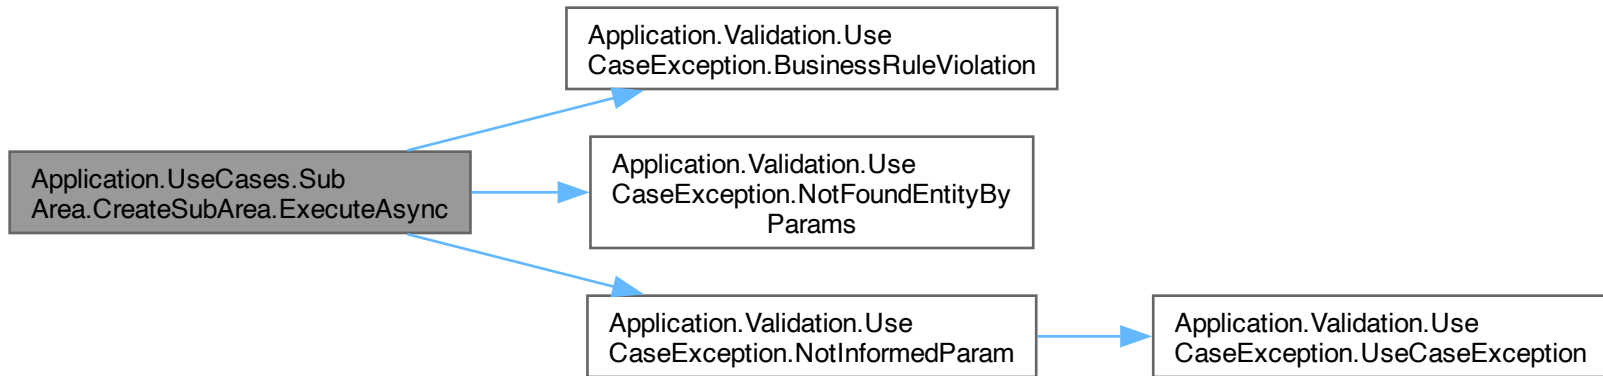 Application.Validation.Use
CaseException.BusinessRuleViolation
Application.UseCases.Sub
Area.CreateSubArea.ExecuteAsync
Application.Validation.Use
CaseException.NotFoundEntityBy
Params
Application.Validation.Use
CaseException.NotInformedParam
Application.Validation.Use
CaseException.UseCaseException